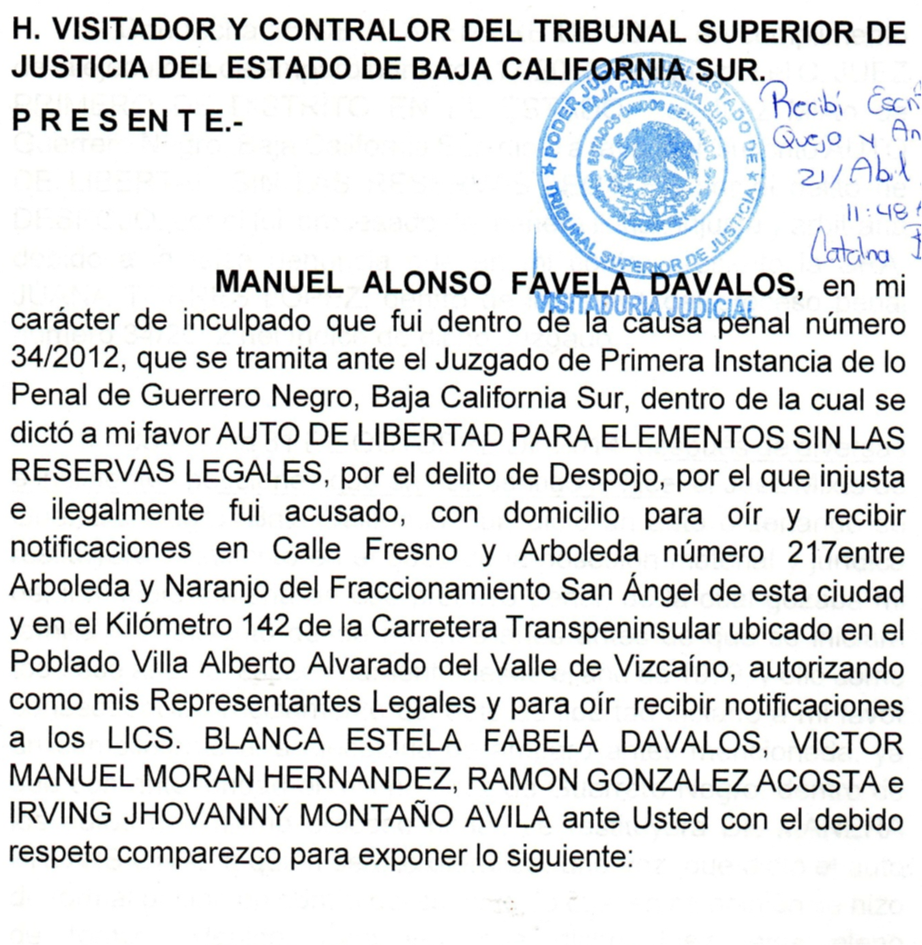 H. VISITADOR Y CONTRALOR DEL TRIBUNAL SUPERIOR DE
JUSTICIA DEL ESTADO DE BAJA CALIFORNIA SUR.
P R E S E N T E.-
PODER JUDICIAL DEL ESTADO DE
BAJA CALIFORNIA SUR
ESTADOS UNIDOS MEXICANOS
TRIBUNAL SUPERIOR DE JUSTICIA
VISITADURIA JUDICIAL
Recibí
Quejo y
21/Abril
11:48
Catalina
MANUEL ALONSO FAVELA DAVALOS, en mi
carácter de inculpado que fui dentro de la causa penal número
34/2012, que se tramita ante el Juzgado de Primera Instancia de lo
Penal de Guerrero Negro, Baja California Sur, dentro de la cual se
dictó a mi favor AUTO DE LIBERTAD PARA ELEMENTOS SIN LAS
RESERVAS LEGALES, por el delito de Despojo, por el que injusta
e ilegalmente fui acusado, con domicilio para oír y recibir
notificaciones en Calle Fresno y Arboleda número 217entre
Arboleda y Naranjo del Fraccionamiento San Ángel de esta ciudad
y en el Kilómetro 142 de la Carretera Transpeninsular ubicado en el
Poblado Villa Alberto Alvarado del Valle de Vizcaíno, autorizando
como mis Representantes Legales y para oír  recibir notificaciones
a los LICS. BLANCA ESTELA FABELA DAVALOS, VICTOR
MANUEL MORAN HERNANDEZ, RAMON GONZALEZ ACOSTA e
IRVING JHOVANNY MONTAÑO AVILA ante Usted con el debido
respeto comparezco para exponer lo siguiente: